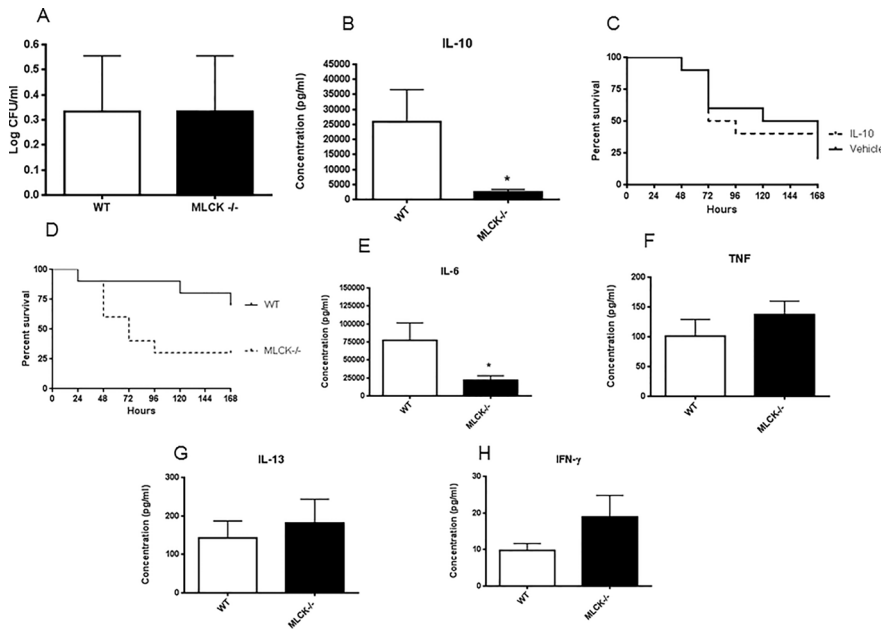 A
Log CFU/ml
0.6
0.5
0.4
0.3
0.2
0.1
0.0
WT
MLCK -/-
B
IL-10
Concentration (pg/ml)
45000
40000
35000
30000
25000
20000
15000
10000
5000
0
*
WT
MLCK-/-
C
Percent survival
100
75
50
25
0
0 24 48 72 96 120 144 168
Hours
IL-10
Vehicle
D
Percent survival
100
75
50
25
0
0 24 48 72 96 120 144 168
Hours
WT
MLCK-/-
E
IL-6
Concentration (pg/ml)
150000
125000
100000
75000
50000
25000
0
*
WT
MLCK-/-
F
TNF
Concentration (pg/ml)
200
150
100
50
0
WT
MLCK-/-
G
IL-13
Concentration (pg/ml)
300
200
100
0
WT
MLCK-/-
H
IFN-γ
Concentration (pg/ml)
30
20
10
0
WT
MLCK-/-